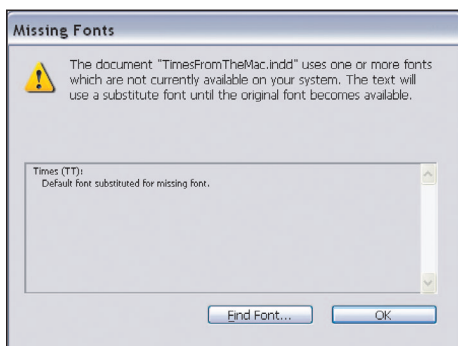 Missing Fonts
The document "TimesFromTheMac.indd" uses one or more fonts
which are not currently available on your system. The text will
use a substitute font until the original font becomes available.
Times (TT):
Default font substituted for missing font.
Find Font...
OK